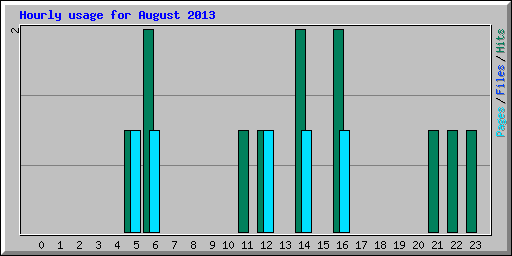 Hourly usage for August 2013
2
Pages/Files/Hits
0 1 2 3 4 5 6 7 8 9 10 11 12 13 14 15 16 17 18 19 20 21 22 23